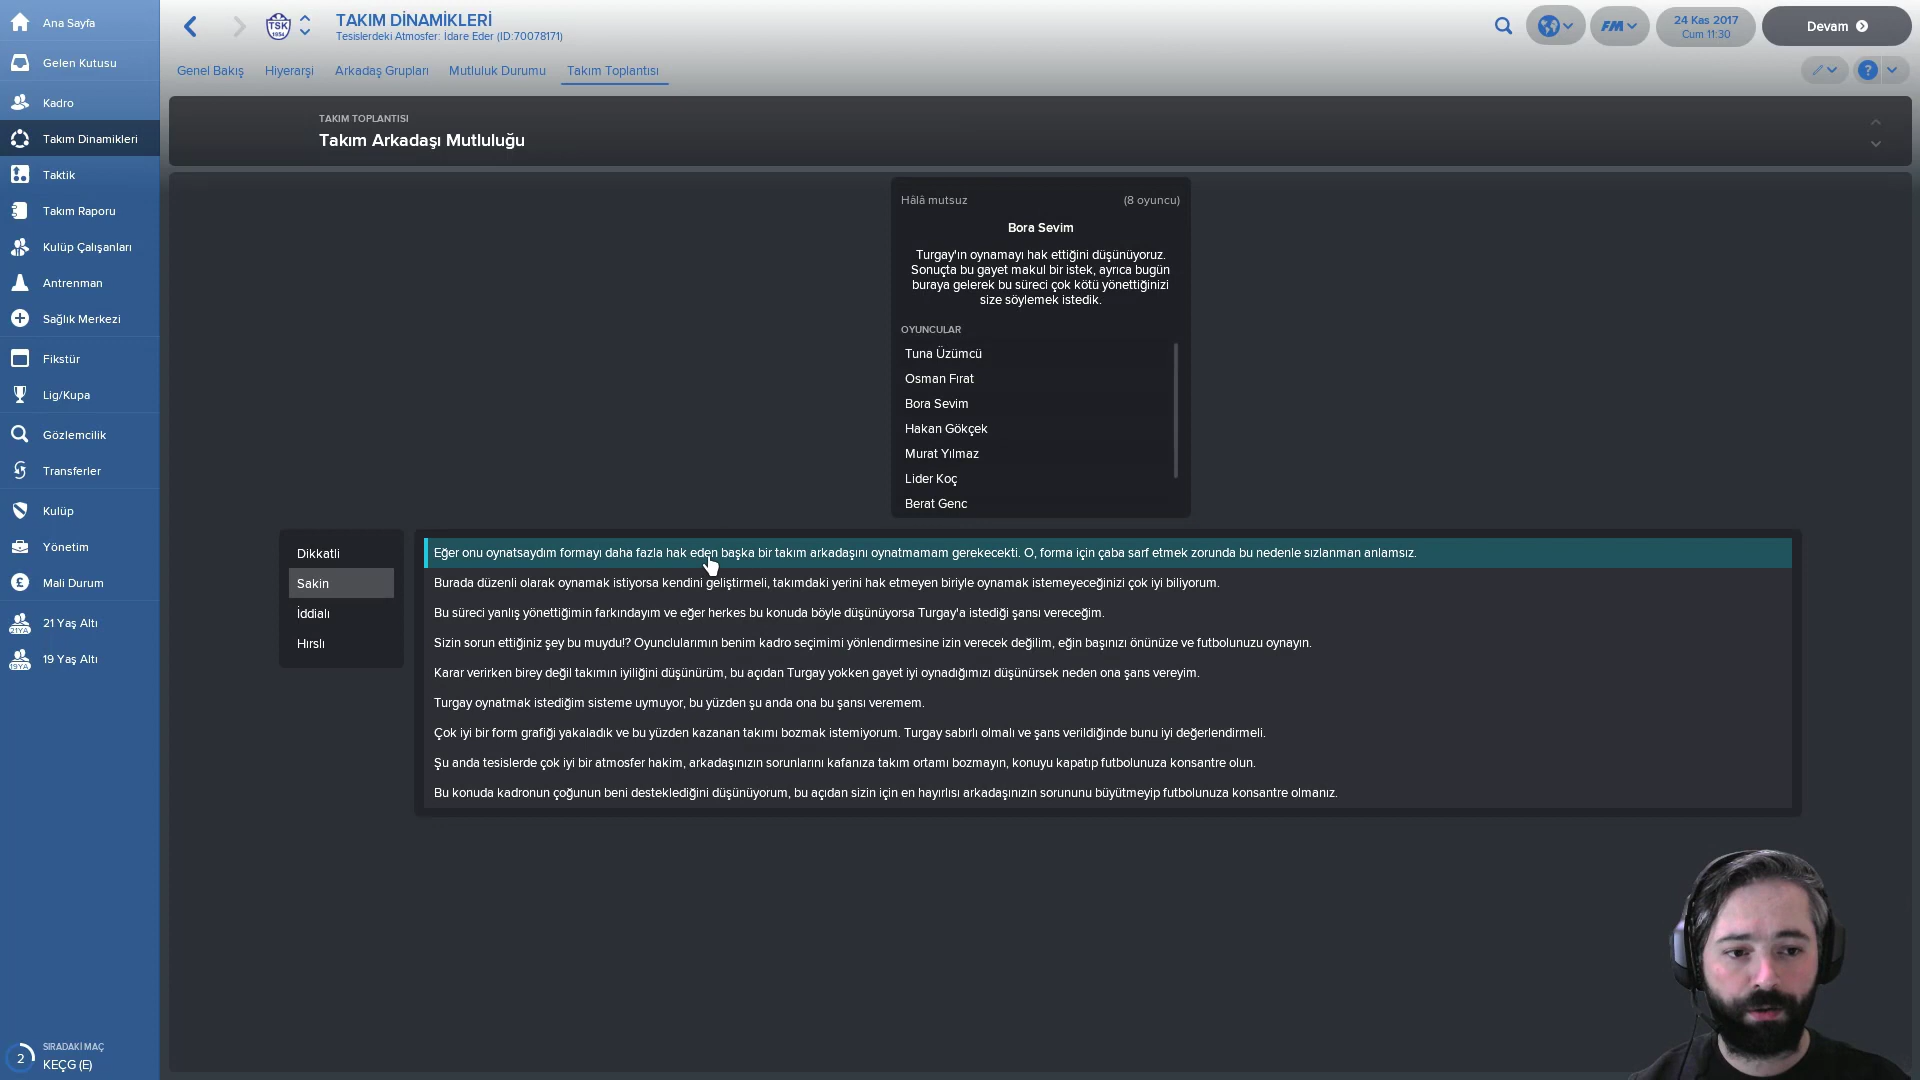 Ana Sayfa
Gelen Kutusu
Kadro
Takım Dinamikleri
Taktik
Takım Raporu
Kulüp Çalışanları
Antrenman
Sağlık Merkezi
Fikstür
Lig/Kupa
Gözlemcilik
Transferler
Kulüp
Yönetim
Mali Durum
21YA
21 Yaş Altı
19YA
19 Yaş Altı
2
SIRADAKİ MAÇ
KEÇG (E)
TSK
1954
TAKIM DİNAMİKLERİ
Tesislerdeki Atmosfer: İdare Eder (ID:70078171)
FM
24 Kas 2017
Cum 11:30
Devam
Genel Bakış
Hiyerarşi
Arkadaş Grupları
Mutluluk Durumu
Takım Toplantısı
?
TAKIM TOPLANTISI
Takım Arkadaşı Mutluluğu
Hâlâ mutsuz
(8 oyuncu)
Bora Sevim
Turgay'ın oynamayı hak ettiğini düşünüyoruz.
Sonuçta bu gayet makul bir istek, ayrıca bugün
buraya gelerek bu süreci çok kötü yönettiğinizi
size söylemek istedik.
OYUNCULAR
Tuna Üzümcü
Osman Fırat
Bora Sevim
Hakan Gökçek
Murat Yılmaz
Lider Koç
Berat Genc
Dikkatli
Sakin
İddialı
Hırslı
Eğer onu oynatsaydım formayı daha fazla hak eden başka bir takım arkadaşını oynatmamam gerekecekti. O, forma için çaba sarf etmek zorunda bu nedenle sızlanman anlamsız.
Burada düzenli olarak oynamak istiyorsa kendini geliştirmeli, takımdaki yerini hak etmeyen biriyle oynamak istemeyeceğinizi çok iyi biliyorum.
Bu süreci yanlış yönettiğimin farkındayım ve eğer herkes bu konuda böyle düşünüyorsa Turgay'a istediği şansı vereceğim.
Sizin sorun ettiğiniz şey bu muydu!? Oyunclularımın benim kadro seçimimi yönlendirmesine izin verecek değilim, eğin başınızı önünüze ve futbolunuzu oynayın.
Karar verirken birey değil takımın iyiliğini düşünürüm, bu açıdan Turgay yokken gayet iyi oynadığımızı düşünürsek neden ona şans vereyim.
Turgay oynatmak istediğim sisteme uymuyor, bu yüzden şu anda ona bu şansı veremem.
Çok iyi bir form grafiği yakaladık ve bu yüzden kazanan takımı bozmak istemiyorum. Turgay sabırlı olmalı ve şans verildiğinde bunu iyi değerlendirmeli.
Şu anda tesislerde çok iyi bir atmosfer hakim, arkadaşınızın sorunlarını kafanıza takım ortamı bozmayın, konuyu kapatıp futbolunuza konsantre olun.
Bu konuda kadronun çoğunun beni desteklediğini düşünüyorum, bu açıdan sizin için en hayırlısı arkadaşınızın sorununu büyütmeyip futbolunuza konsantre olmanız.